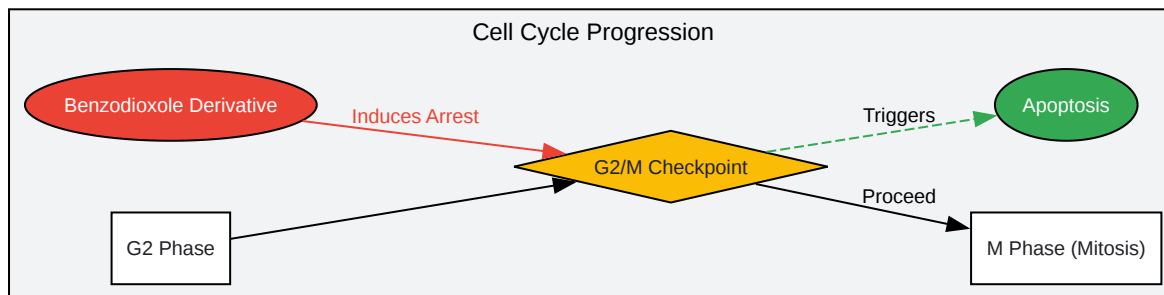 Cell Cycle Progression
Benzodioxole Derivative
Induces Arrest
Triggers
Apoptosis
G2/M Checkpoint
Proceed
G2 Phase
M Phase (Mitosis)